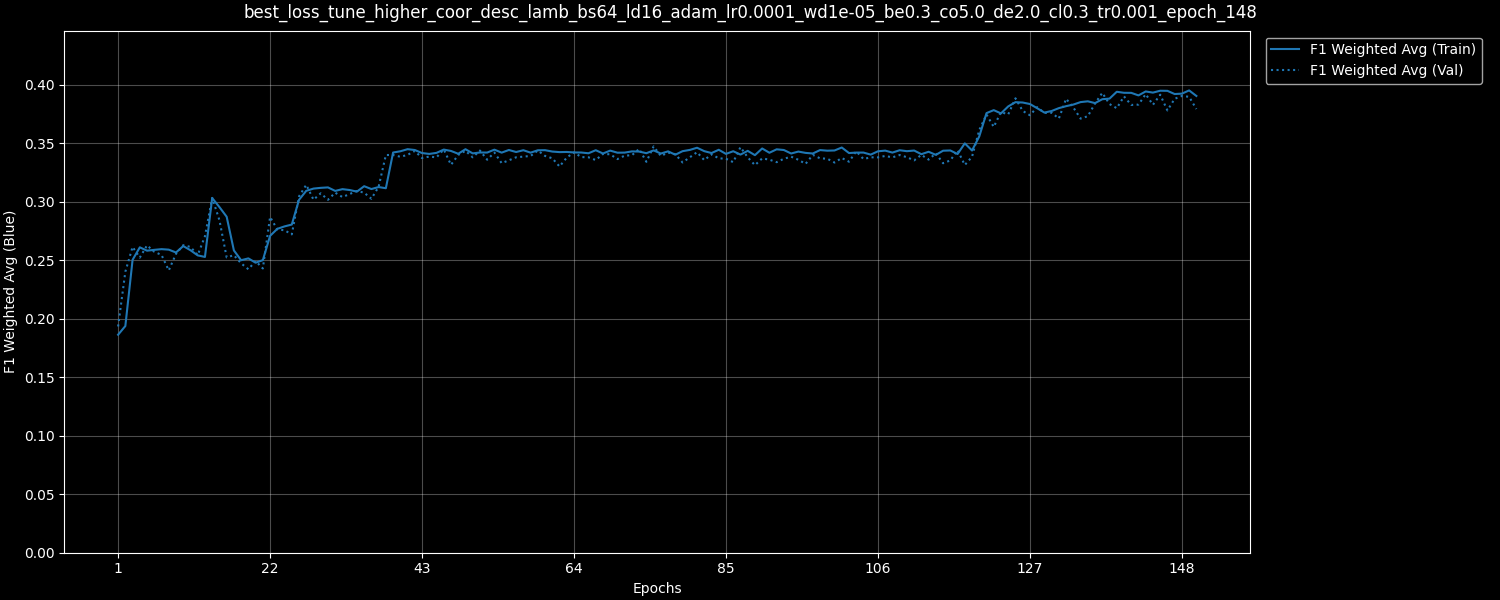 best_loss_tune_higher_coor_desc_lamb_bs64_ld16_adam_lr0.0001_wd1e-05_be0.3_co5.0_de2.0_cl0.3_tr0.001_epoch_148
F1 Weighted Avg (Train)
F1 Weighted Avg (Val)
F1 Weighted Avg (Blue)
0.40
0.35
0.30
0.25
0.20
0.15
0.10
0.05
0.00
1 22 43 64 85 106 127 148
Epochs